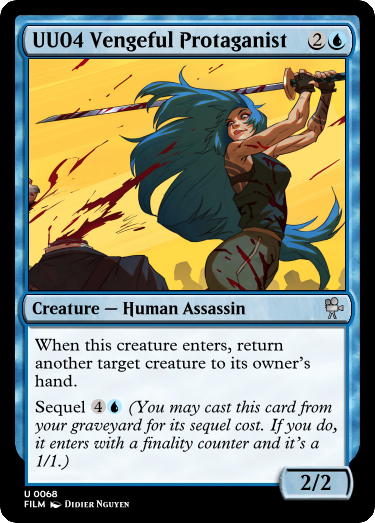 UU04 Vengeful Protaganist 2
Creature — Human Assassin
When this creature enters, return
another target creature to its owner's
hand.
Sequel 4 (You may cast this card from
your graveyard for its sequel cost. If you do,
it enters with a finality counter and it's a
1/1.)
2/2
U 0068
FILM Didier Nguyen